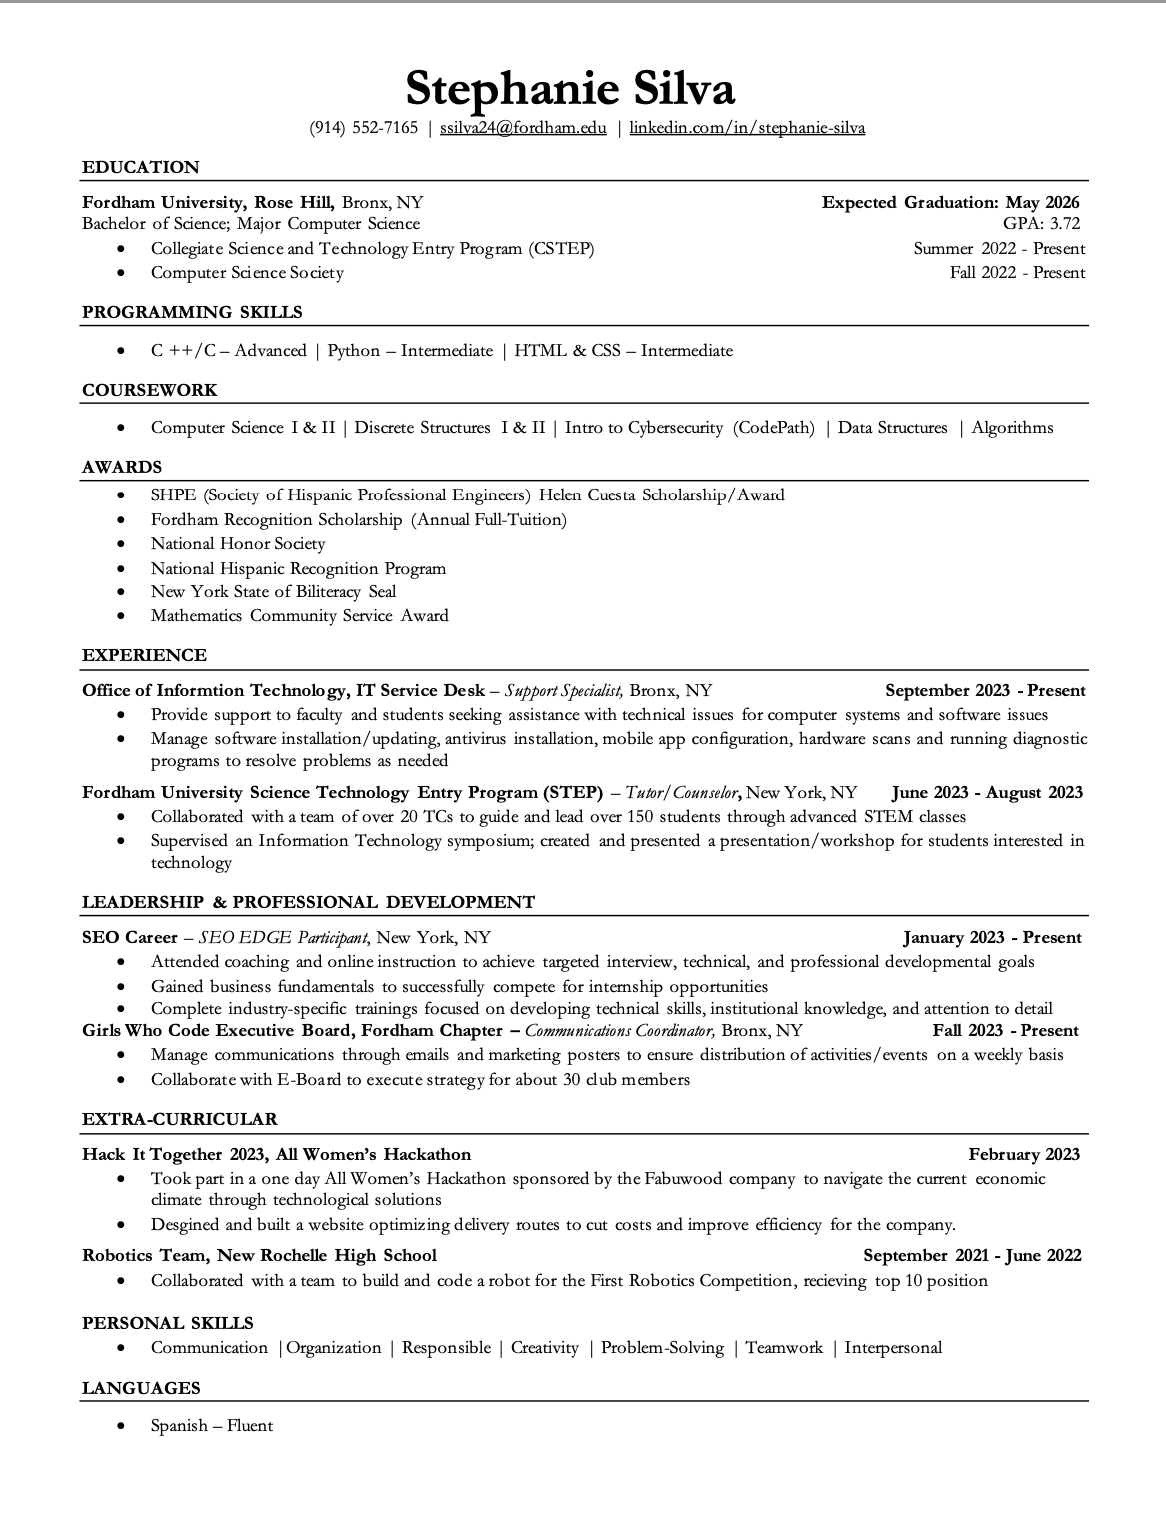 Stephanie Silva
(914) 552-7165 | ssilva24@fordham.edu | linkedin.com/in/stephanie-silva
EDUCATION
Fordham University, Rose Hill, Bronx, NY Expected Graduation: May 2026
Bachelor of Science; Major Computer Science GPA: 3.72
• Collegiate Science and Technology Entry Program (CSTEP) Summer 2022 - Present
• Computer Science Society Fall 2022 - Present
PROGRAMMING SKILLS
• C ++/C – Advanced | Python – Intermediate | HTML & CSS – Intermediate
COURSEWORK
• Computer Science I & II | Discrete Structures I & II | Intro to Cybersecurity (CodePath) | Data Structures | Algorithms
AWARDS
• SHPE (Society of Hispanic Professional Engineers) Helen Cuesta Scholarship/Award
• Fordham Recognition Scholarship (Annual Full-Tuition)
• National Honor Society
• National Hispanic Recognition Program
• New York State of Biliteracy Seal
• Mathematics Community Service Award
EXPERIENCE
Office of Informtion Technology, IT Service Desk – Support Specialist, Bronx, NY September 2023 - Present
• Provide support to faculty and students seeking assistance with technical issues for computer systems and software issues
• Manage software installation/updating, antivirus installation, mobile app configuration, hardware scans and running diagnostic
programs to resolve problems as needed
Fordham University Science Technology Entry Program (STEP) – Tutor/Counselor, New York, NY June 2023 - August 2023
• Collaborated with a team of over 20 TCs to guide and lead over 150 students through advanced STEM classes
• Supervised an Information Technology symposium; created and presented a presentation/workshop for students interested in
technology
LEADERSHIP & PROFESSIONAL DEVELOPMENT
SEO Career – SEO EDGE Participant, New York, NY January 2023 - Present
• Attended coaching and online instruction to achieve targeted interview, technical, and professional developmental goals
• Gained business fundamentals to successfully compete for internship opportunities
• Complete industry-specific trainings focused on developing technical skills, institutional knowledge, and attention to detail
Girls Who Code Executive Board, Fordham Chapter – Communications Coordinator, Bronx, NY Fall 2023 - Present
• Manage communications through emails and marketing posters to ensure distribution of activities/events on a weekly basis
• Collaborate with E-Board to execute strategy for about 30 club members
EXTRA-CURRICULAR
Hack It Together 2023, All Women's Hackathon February 2023
• Took part in a one day All Women's Hackathon sponsored by the Fabuwood company to navigate the current economic
climate through technological solutions
• Desgined and built a website optimizing delivery routes to cut costs and improve efficiency for the company.
Robotics Team, New Rochelle High School September 2021 - June 2022
• Collaborated with a team to build and code a robot for the First Robotics Competition, recieving top 10 position
PERSONAL SKILLS
• Communication | Organization | Responsible | Creativity | Problem-Solving | Teamwork | Interpersonal
LANGUAGES
• Spanish – Fluent